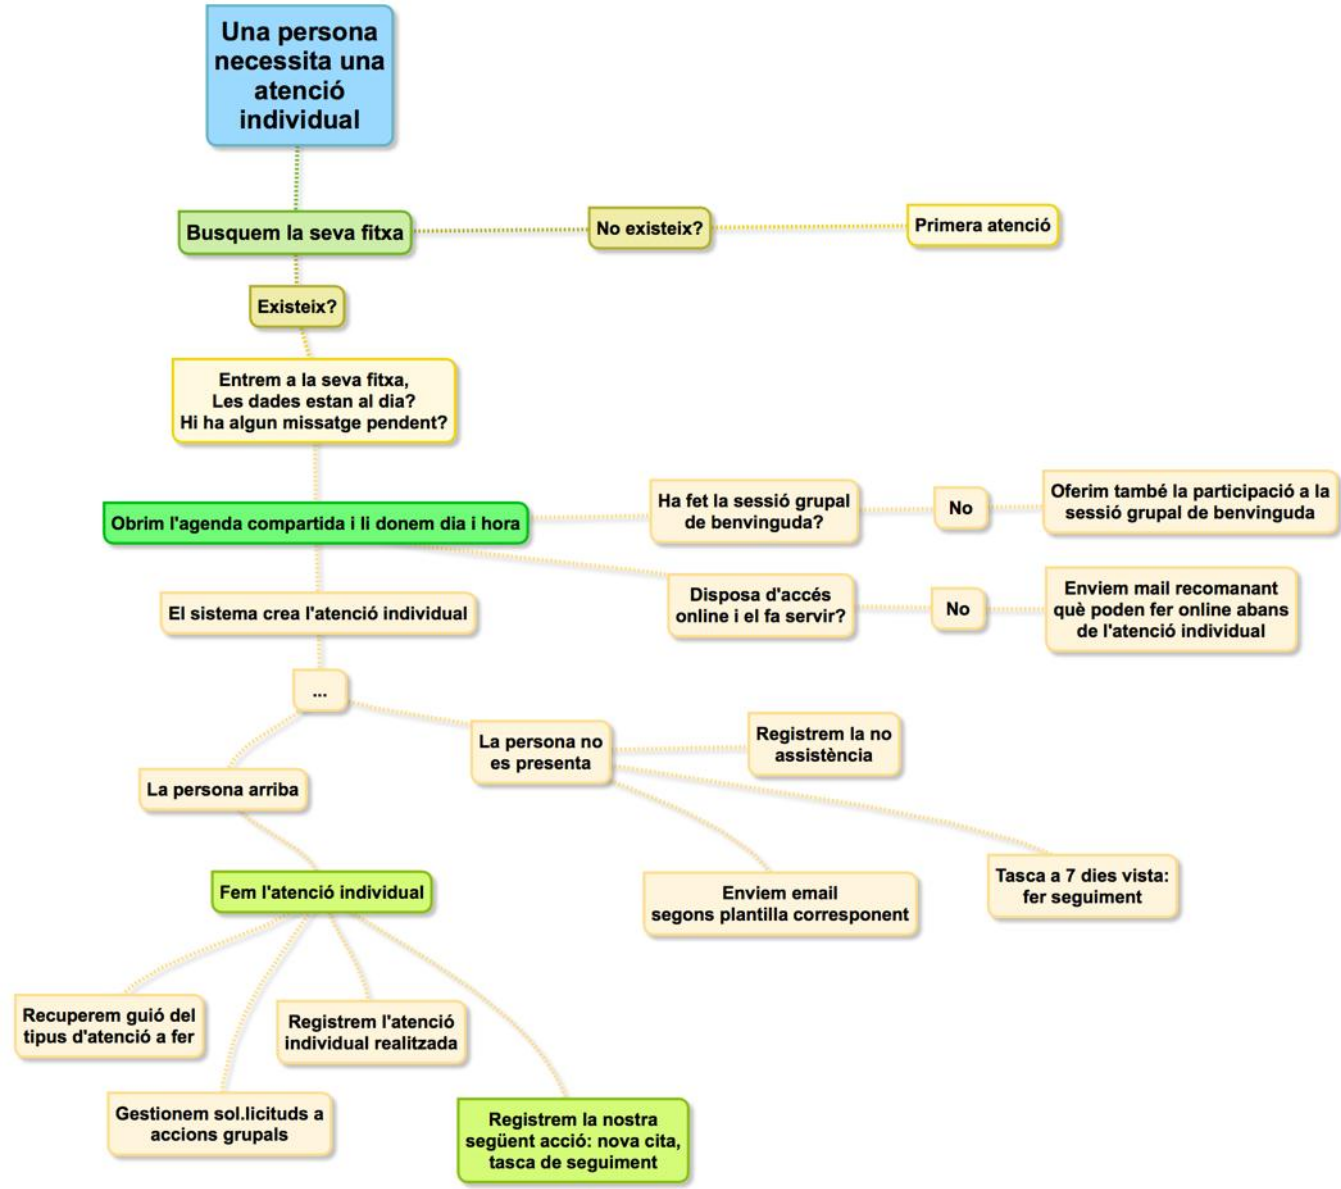 Una persona
necessita una
atenció
individual
Busquem la seva fitxa
No existeix?
Primera atenció
Existeix?
Entrem a la seva fitxa,
Les dades estan al dia?
Hi ha algun missatge pendent?
Obrim l'agenda compartida i li donem dia i hora
Ha fet la sessió grupal
de benvinguda?
No
Oferim també la participació a la
sessió grupal de benvinguda
Disposa d'accés
online i el fa servir?
No
Enviem mail recomanant
què poden fer online abans
de l'atenció individual
El sistema crea l'atenció individual
...
La persona no
es presenta
Registrem la no
assistència
La persona arriba
Enviem email
segons plantilla corresponent
Tasca a 7 dies vista:
fer seguiment
Fem l'atenció individual
Recuperem guió del
tipus d'atenció a fer
Registrem l'atenció
individual realitzada
Gestionem sol.licituds a
accions grupals
Registrem la nostra
següent acció: nova cita,
tasca de seguiment